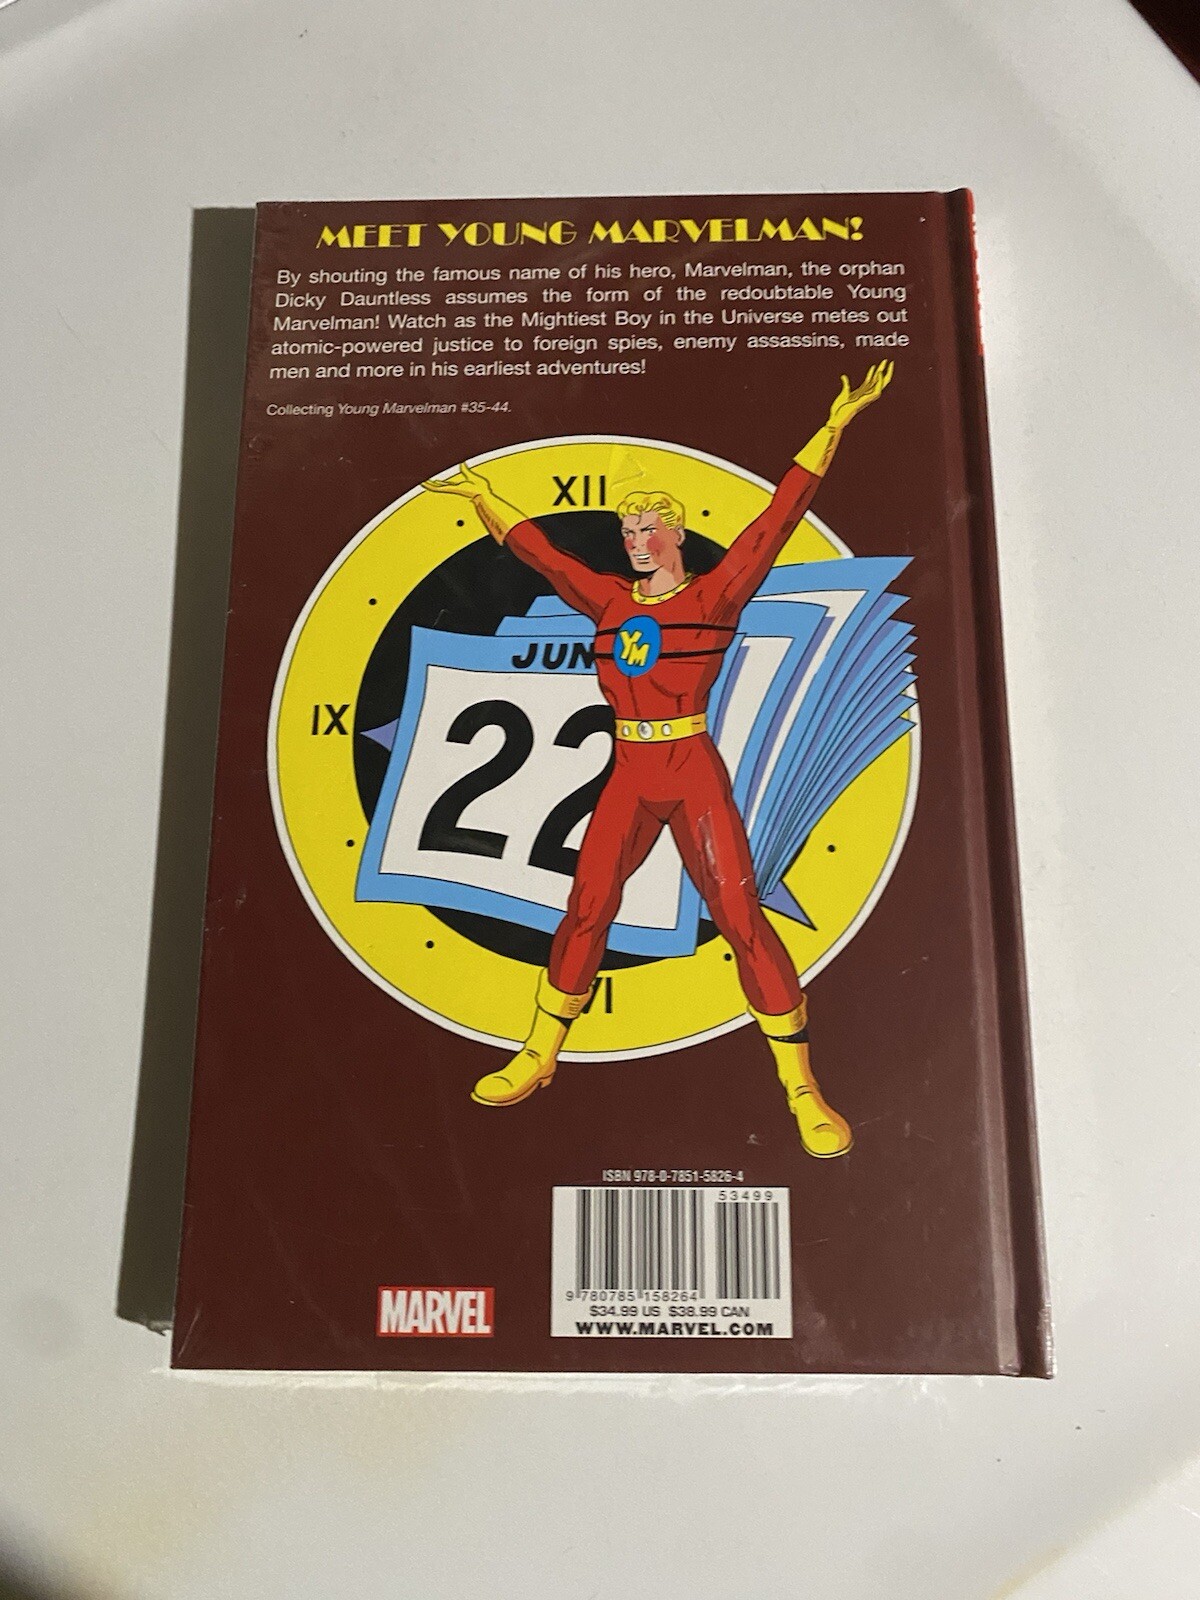 MEET YOUNG MARVELMAN!
By shouting the famous name of his hero, Marvelman, the orphan
Dicky Dauntless assumes the form of the redoubtable Young
Marvelman! Watch as the Mightiest Boy in the Universe metes out
atomic-powered justice to foreign spies, enemy assassins, made
men and more in his earliest adventures!
Collecting Young Marvelman #35-44.
XII
JUN
YM
IX
22
VI
ISBN 978-0-7851-5826-4
53499
9 780785 158264
$34.99 US $38.99 CAN
WWW.MARVEL.COM
MARVEL